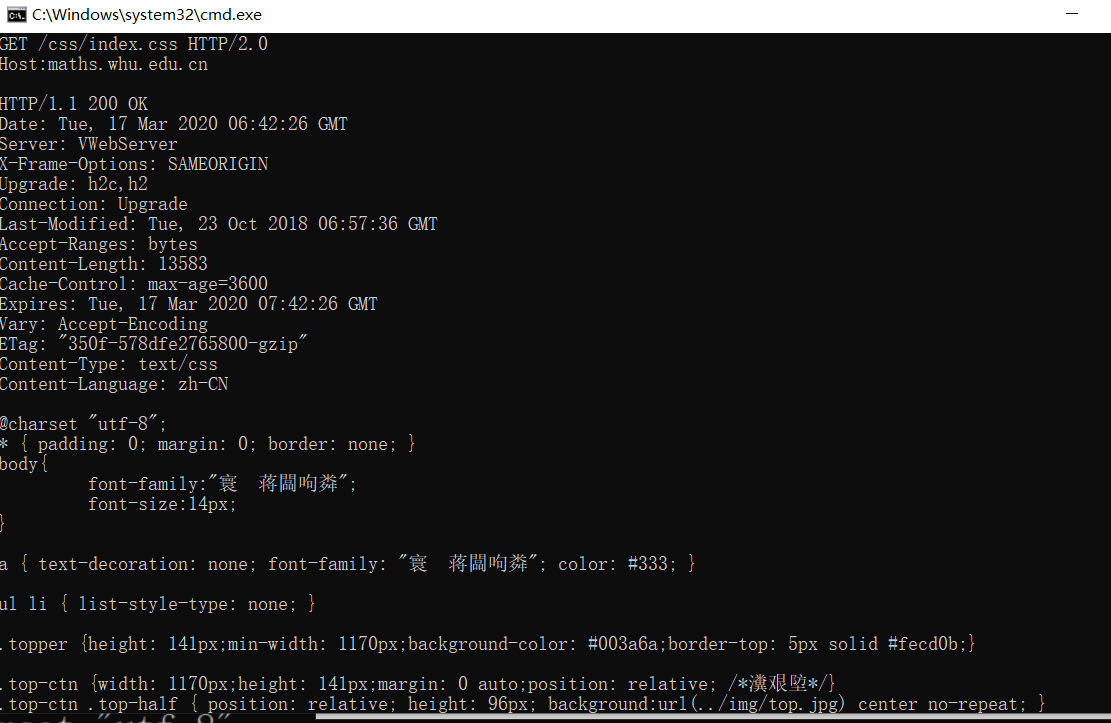 C:\Windows\system32\cmd.exe
GET /css/index.css HTTP/2.0
Host:maths.whu.edu.cn
HTTP/1.1 200 OK
Date: Tue, 17 Mar 2020 06:42:26 GMT
Server: VWebServer
X-Frame-Options: SAMEORIGIN
Upgrade: h2c,h2
Connection: Upgrade
Last-Modified: Tue, 23 Oct 2018 06:57:36 GMT
Accept-Ranges: bytes
Content-Length: 13583
Cache-Control: max-age=3600
Expires: Tue, 17 Mar 2020 07:42:26 GMT
Vary: Accept-Encoding
ETag: "350f-578dfe2765800-gzip"
Content-Type: text/css
Content-Language: zh-CN
@charset "utf-8";
* { padding: 0; margin: 0; border: none; }
body{
font-family:"寰  蒋闆呴粦";
font-size:14px;
}
a { text-decoration: none; font-family: "寰  蒋闆呴粦"; color: #333; }
ul li { list-style-type: none; }
.topper {height: 141px;min-width: 1170px;background-color: #003a6a;border-top: 5px solid #fecd0b;}
.top-ctn {width: 1170px;height: 141px;margin: 0 auto;position: relative; /*瀵艰埅*/}
.top-ctn .top-half { position: relative; height: 96px; background:url(../img/top.jpg) center no-repeat; }